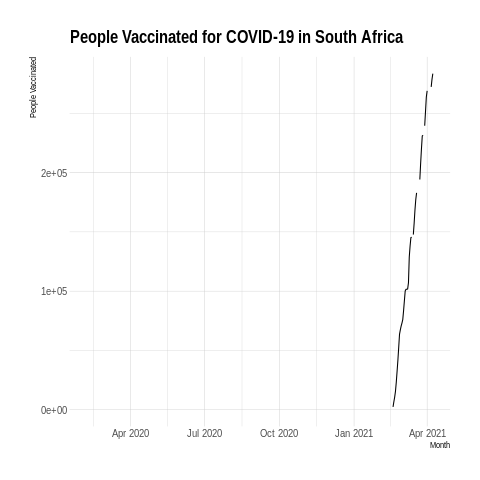 People Vaccinated for COVID-19 in South Africa
People Vaccinated
2e+05
1e+05
0e+00
Apr 2020 Jul 2020 Oct 2020 Jan 2021 Apr 2021
Month